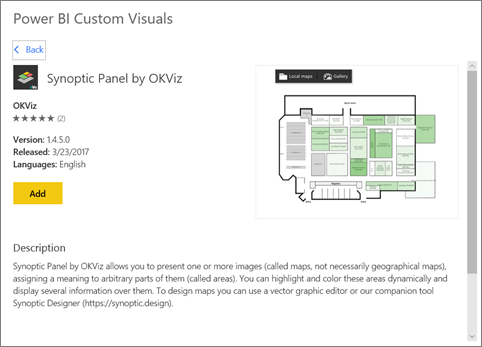 Power BI Custom Visuals
Back
Synoptic Panel by OKViz
OKViz
(2)
Version: 1.4.5.0
Released: 3/23/2017
Languages: English
Add
Local maps
Gallery
Description
Synoptic Panel by OKViz allows you to present one or more images (called maps, not necessarily geographical maps),
assigning a meaning to arbitrary parts of them (called areas). You can highlight and color these areas dynamically and
display several information over them. To design maps you can use a vector graphic editor or our companion tool
Synoptic Designer (https://synoptic.design).